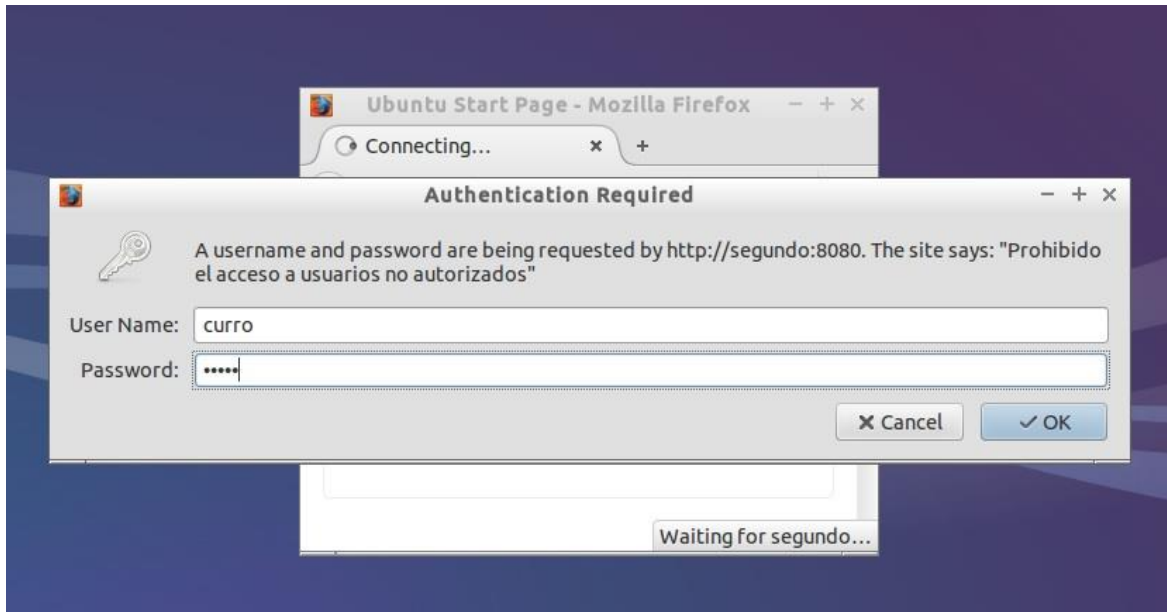 Ubuntu Start Page - Mozilla Firefox
Connecting...
Authentication Required
A username and password are being requested by http://segundo:8080. The site says: "Prohibido
el acceso a usuarios no autorizados"
User Name: curro
Password: •••••
Cancel OK
Waiting for segundo...